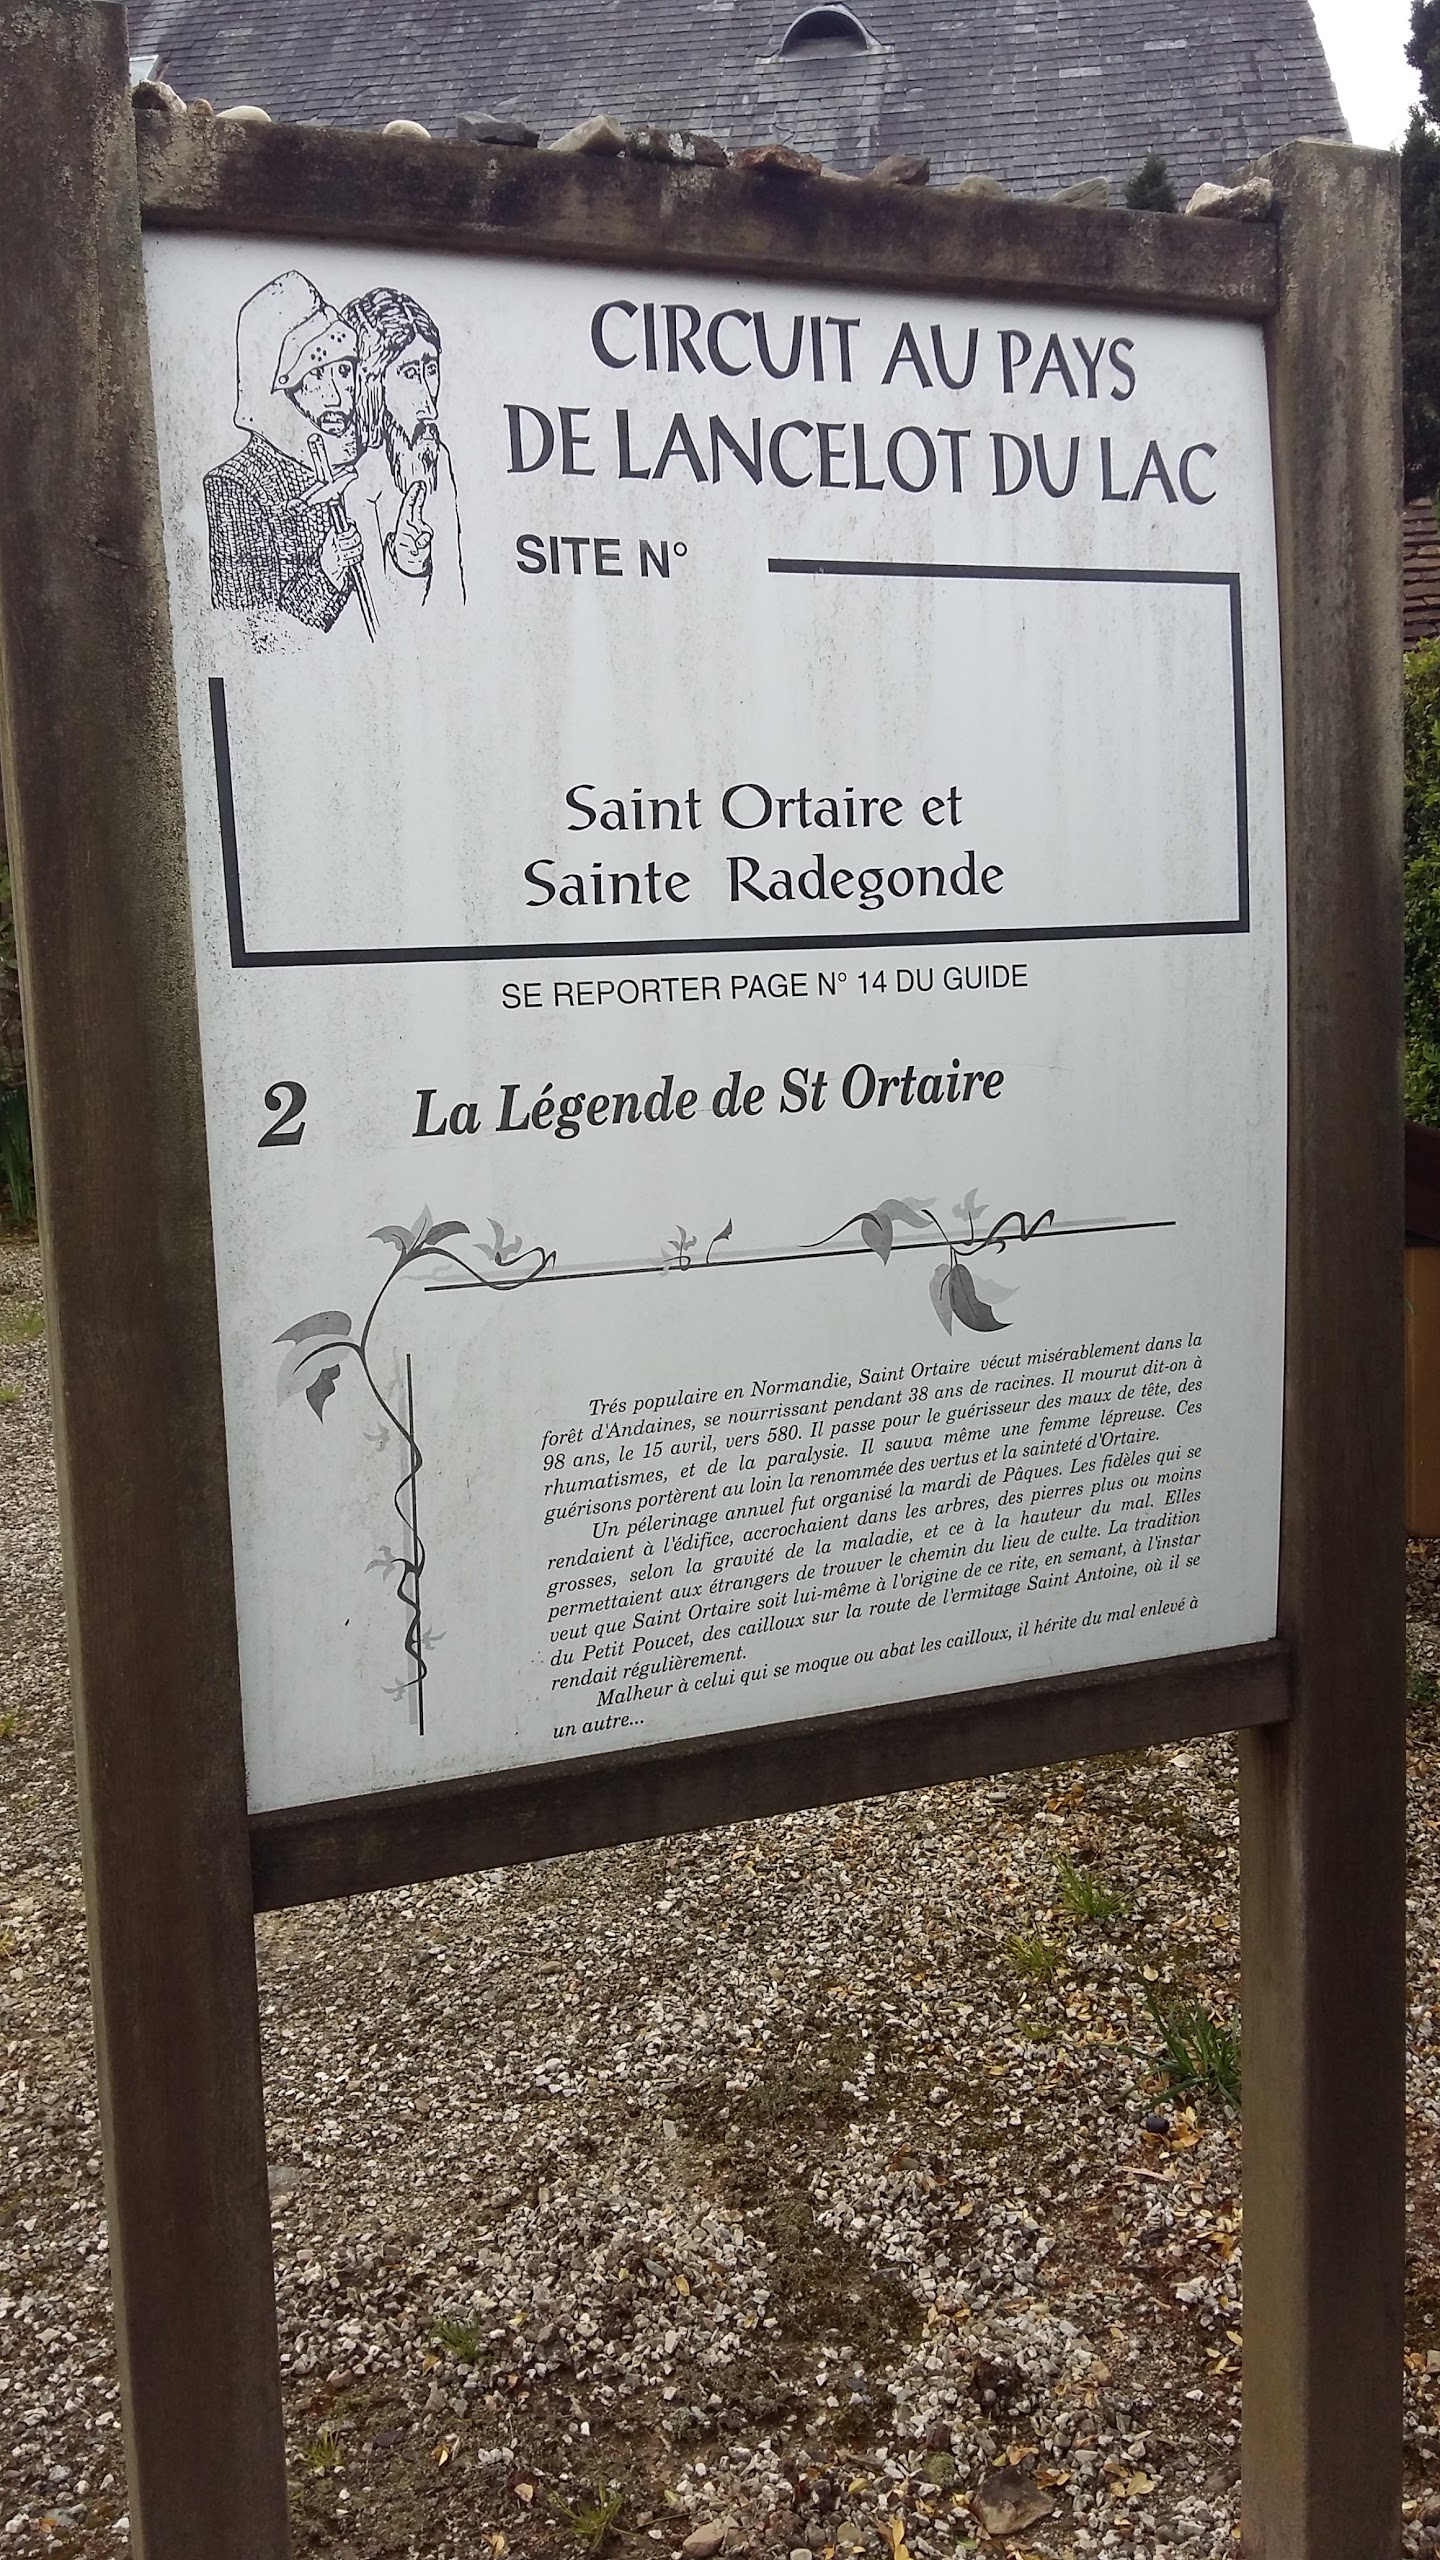 CIRCUIT AU PAYS
DE LANCELOT DU LAC
SITE N°
Saint Ortaire et
Sainte Radegonde
SE REPORTER PAGE N° 14 DU GUIDE
2 La Légende de St Ortaire
Trés populaire en Normandie, Saint Ortaire vécut misérablement dans la
forêt d'Andaines, se nourrissant pendant 38 ans de racines. Il mourut dit-on à
98 ans, le 15 avril, vers 580. Il passe pour le guérisseur des maux de tête, des
rhumatismes, et de la paralysie. Il sauva même une femme lépreuse. Ces
guérisons portèrent au loin la renommée des vertus et la sainteté d'Ortaire.
Un pélerinage annuel fut organisé la mardi de Pâques. Les fidèles qui se
rendaient à l'édifice, accrochaient dans les arbres, des pierres plus ou moins
grosses, selon la gravité de la maladie, et ce à la hauteur du mal. Elles
permettaient aux étrangers de trouver le chemin du lieu de culte. La tradition
veut que Saint Ortaire soit lui-même à l'origine de ce rite, en semant, à l'instar
du Petit Poucet, des cailloux sur la route de l'ermitage Saint Antoine, où il se
rendait régulièrement.
Malheur à celui qui se moque ou abat les cailloux, il hérite du mal enlevé à
un autre...